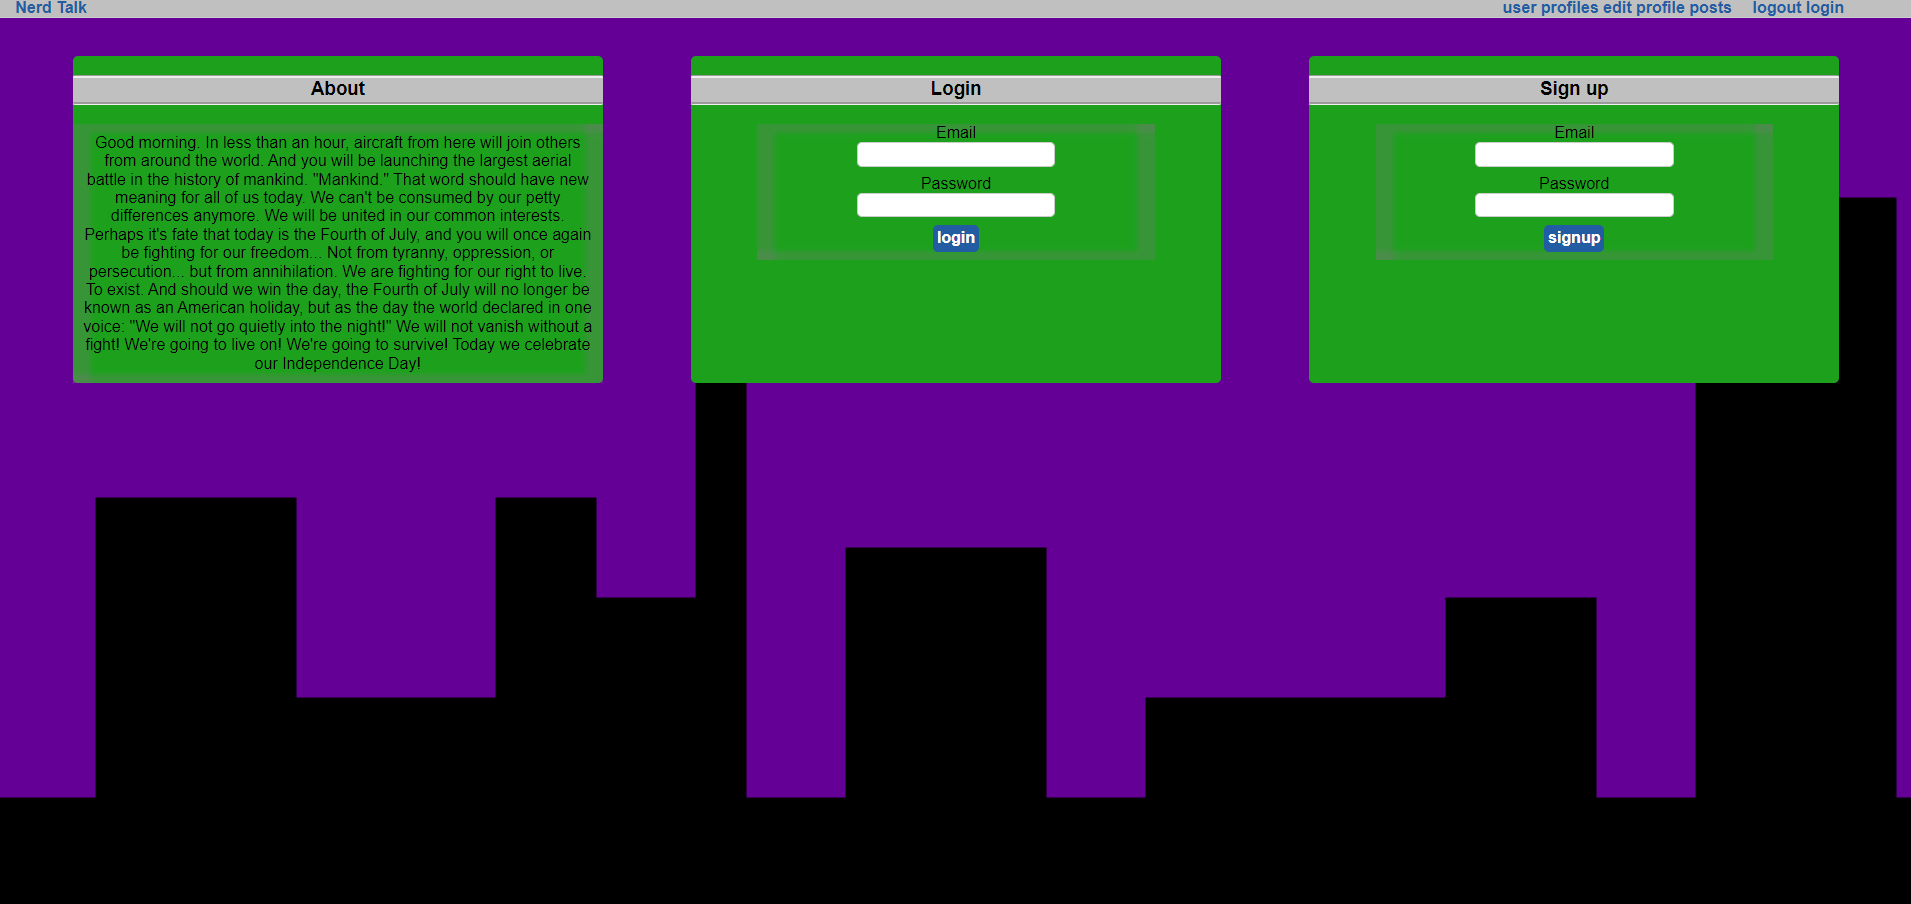 Nerd Talk
user profiles edit profile posts logout login
About
Good morning. In less than an hour, aircraft from here will join others
from around the world. And you will be launching the largest aerial
battle in the history of mankind. "Mankind." That word should have new
meaning for all of us today. We can't be consumed by our petty
differences anymore. We will be united in our common interests.
Perhaps it's fate that today is the Fourth of July, and you will once again
be fighting for our freedom... Not from tyranny, oppression, or
persecution... but from annihilation. We are fighting for our right to live.
To exist. And should we win the day, the Fourth of July will no longer be
known as an American holiday, but as the day the world declared in one
voice: "We will not go quietly into the night!" We will not vanish without a
fight! We're going to live on! We're going to survive! Today we celebrate
our Independence Day!
Login
Email
Password
login
Sign up
Email
Password
signup